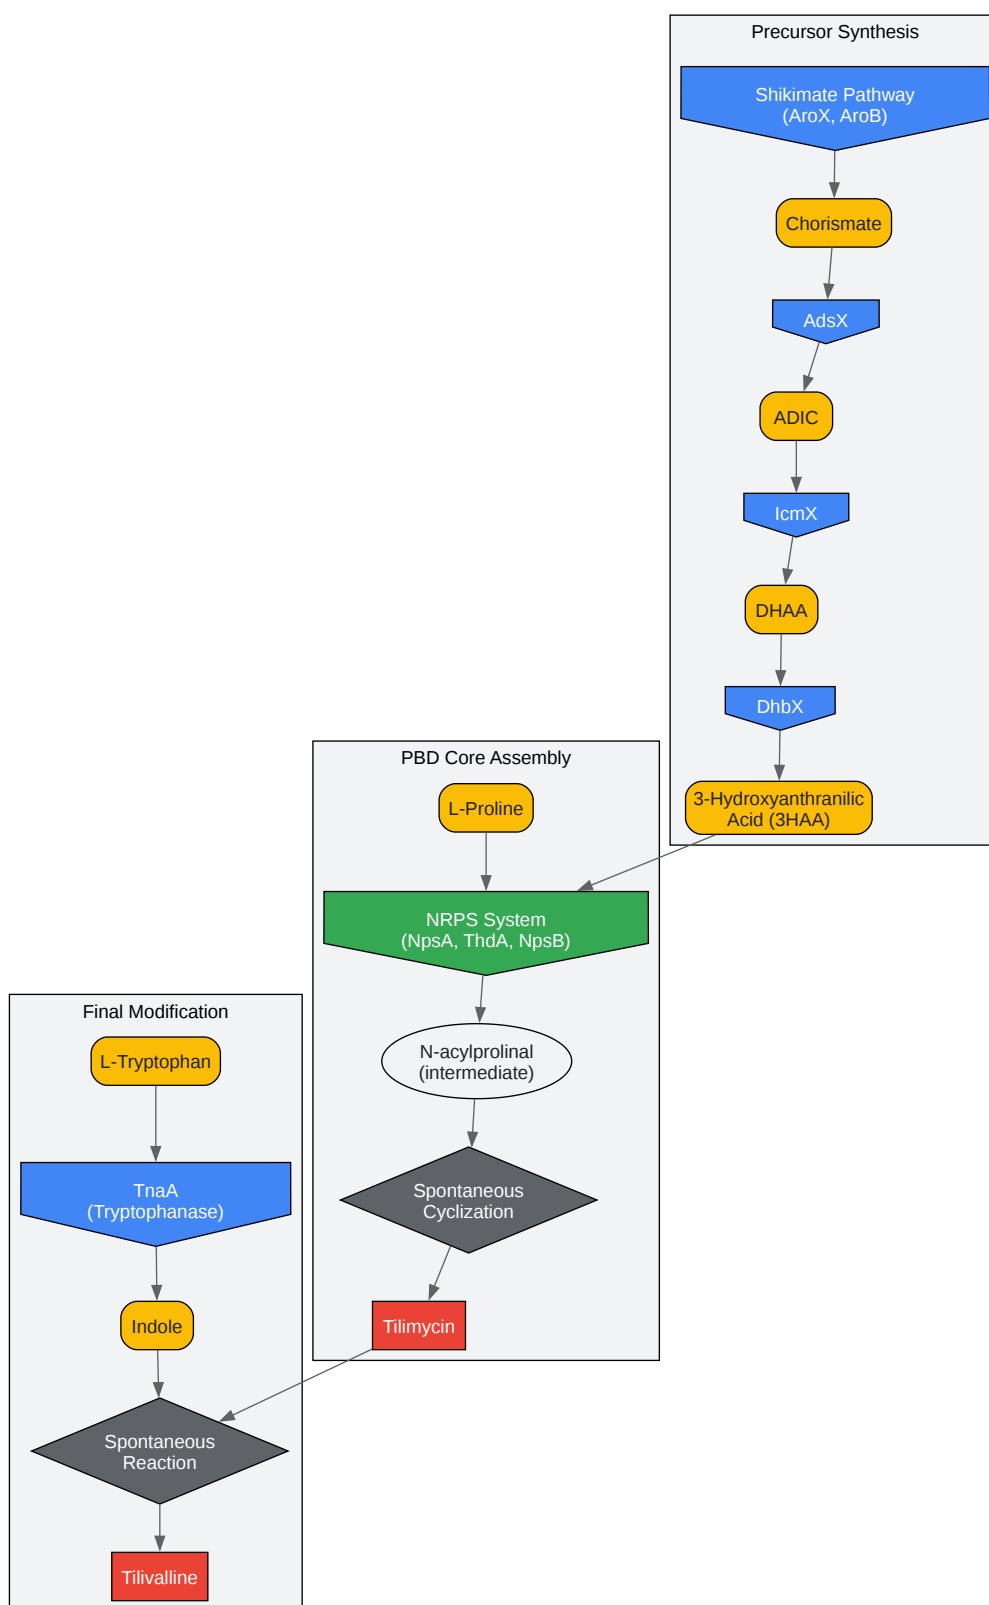 Precursor Synthesis
Shikimate Pathway
(AroX, AroB)
Chorismate
AdsX
ADIC
IcmX
DHAA
DhbX
3-Hydroxyanthranilic
Acid (3HAA)
PBD Core Assembly
L-Proline
NRPS System
(NpsA, ThdA, NpsB)
N-acylprolinal
(intermediate)
Spontaneous
Cyclization
Tilimycin
Final Modification
L-Tryptophan
TnaA
(Tryptophanase)
Indole
Spontaneous
Reaction
Tilivalline